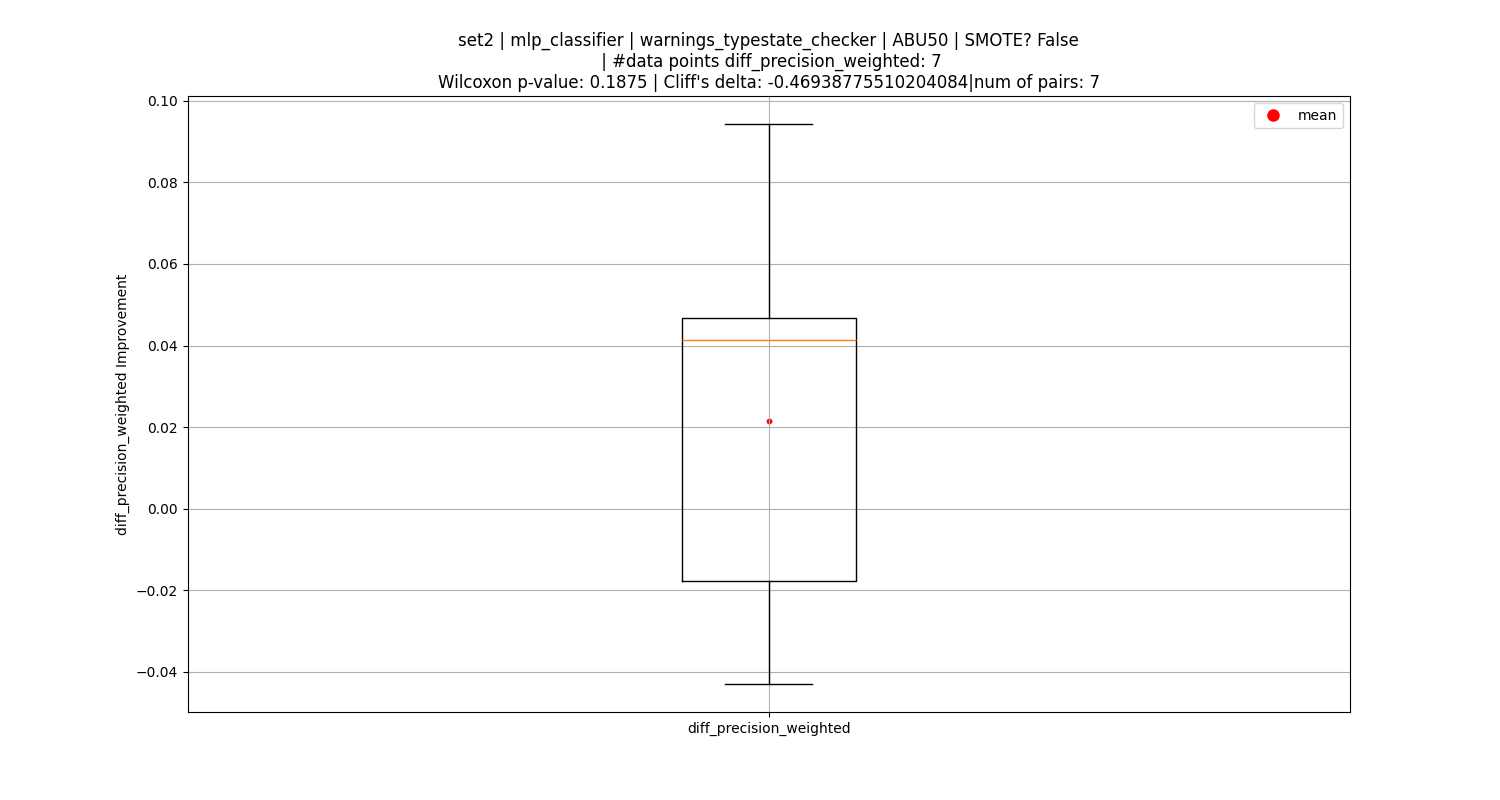 set2 | mlp_classifier | warnings_typestate_checker | ABU50 | SMOTE? False
| #data points diff_precision_weighted: 7
Wilcoxon p-value: 0.1875 | Cliff's delta: -0.46938775510204084|num of pairs: 7
mean
0.10
0.08
0.06
0.04
0.02
0.00
−0.02
−0.04
diff_precision_weighted Improvement
diff_precision_weighted